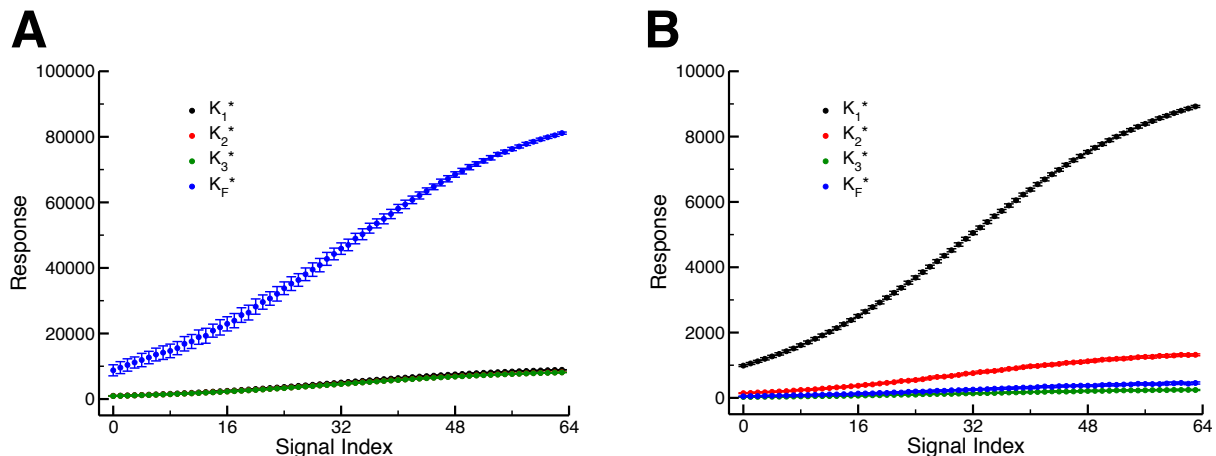 A
100000
80000
60000
40000
20000
0
Response
K1*
K2*
K3*
KF*
0 16 32 48 64
Signal Index
B
10000
8000
6000
4000
2000
0
Response
K1*
K2*
K3*
KF*
0 16 32 48 64
Signal Index